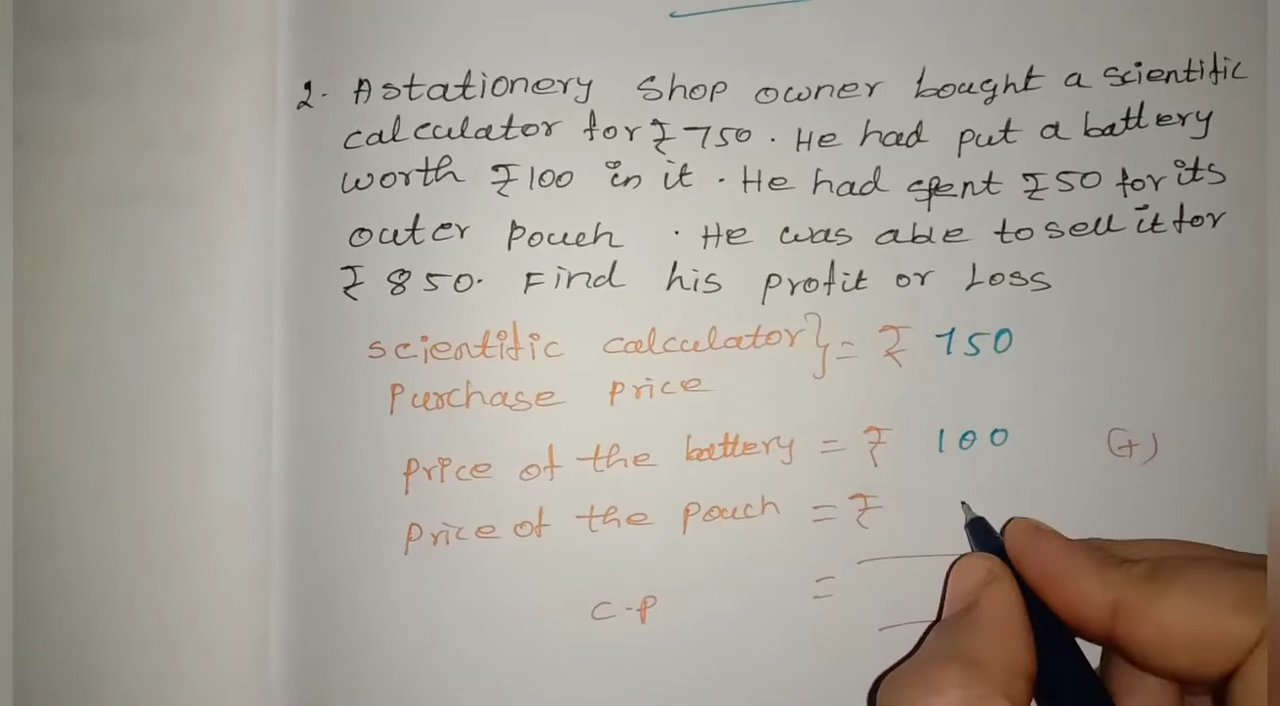 2. A stationery shop owner bought a scientific
calculator for ₹750. He had put a battery
worth ₹100 in it. He had spent ₹50 for its
outer pouch. He was able to sell it for
₹850. Find his profit or Loss
scientific calculator} = ₹ 750
Purchase price
price of the battery = ₹ 100 (+)
Price of the pouch = ₹
C.P =